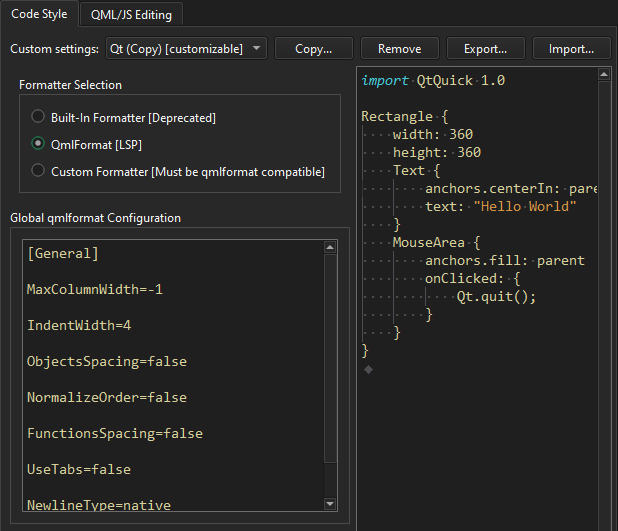 Code Style
QML/JS Editing
Custom settings: Qt (Copy) [customizable] Copy... Remove Export... Import...
Formatter Selection
Built-In Formatter [Deprecated]
QmlFormat [LSP]
Custom Formatter [Must be qmlformat compatible]
Global qmlformat Configuration
[General]
MaxColumnWidth=-1
IndentWidth=4
ObjectsSpacing=false
NormalizeOrder=false
FunctionsSpacing=false
UseTabs=false
NewlineType=native
import QtQuick 1.0
Rectangle {
width: 360
height: 360
Text {
anchors.centerIn: pare
text: "Hello World"
}
MouseArea {
anchors.fill: parent
onClicked: {
Qt.quit();
}
}
}